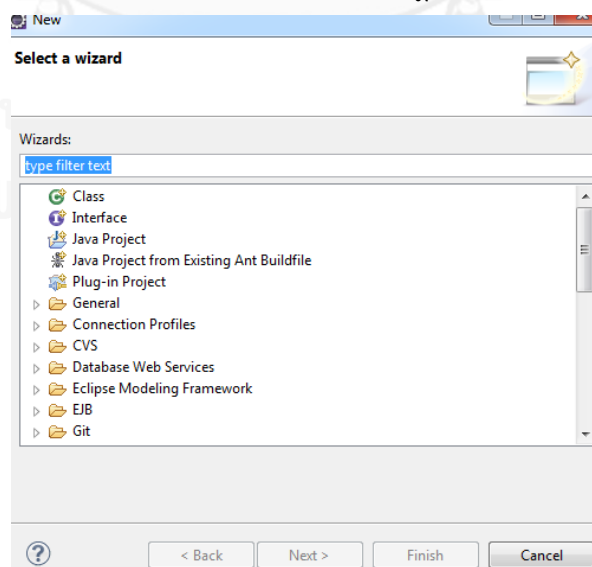 New
Select a wizard
Wizards:
type filter text
Class
Interface
Java Project
Java Project from Existing Ant Buildfile
Plug-in Project
General
Connection Profiles
CVS
Database Web Services
Eclipse Modeling Framework
EJB
Git
< Back
Next >
Finish
Cancel